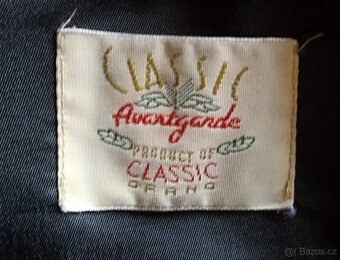 CLASSIC
Avantgarde
PRODUCT OF
CLASSIC
BRAND
Bazos.cz